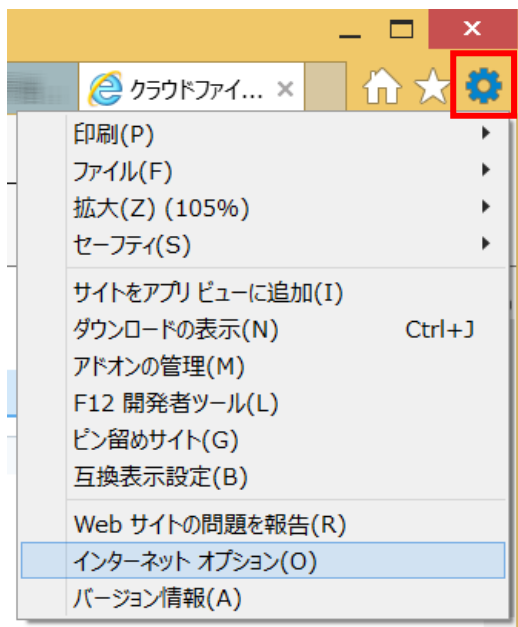 クラウドファイ...
印刷(P)
ファイル(F)
拡大(Z) (105%)
セーフティ(S)
サイトをアプリ ビューに追加(I)
ダウンロードの表示(N) Ctrl+J
アドオンの管理(M)
F12 開発者ツール(L)
ピン留めサイト(G)
互換表示設定(B)
Web サイトの問題を報告(R)
インターネット オプション(O)
バージョン情報(A)